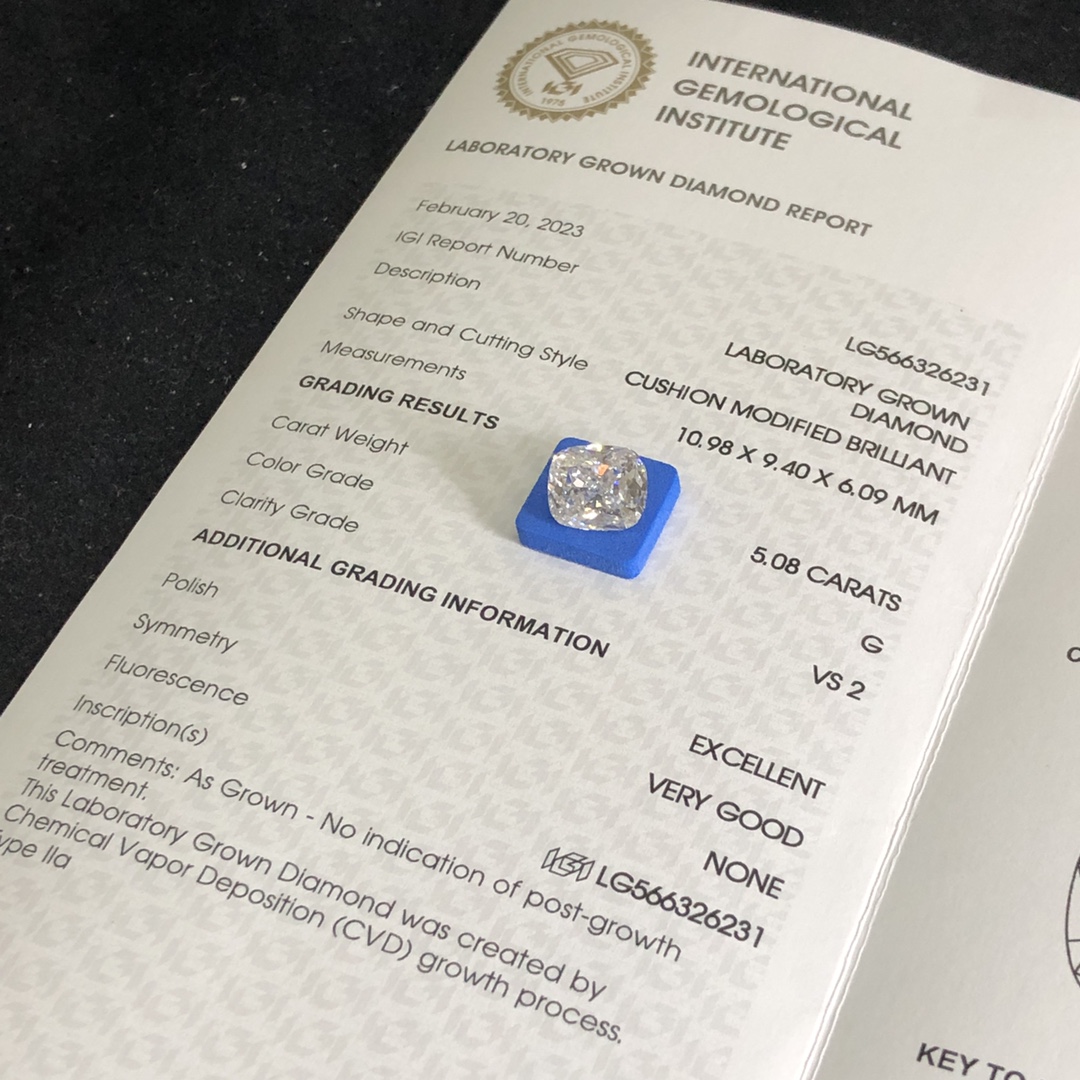 INTERNATIONAL GEMOLOGICAL INSTITUTE
IGI
1975
INTERNATIONAL
GEMOLOGICAL
INSTITUTE
LABORATORY GROWN DIAMOND REPORT
February 20, 2023
IGI Report Number LG566326231
Description LABORATORY GROWN
DIAMOND
Shape and Cutting Style CUSHION MODIFIED BRILLIANT
Measurements 10.98 X 9.40 X 6.09 MM
GRADING RESULTS
Carat Weight 5.08 CARATS
Color Grade G
Clarity Grade VS 2
ADDITIONAL GRADING INFORMATION
Polish EXCELLENT
Symmetry VERY GOOD
Fluorescence NONE
Inscription(s) IGI LG566326231
Comments: As Grown - No indication of post-growth
treatment.
This Laboratory Grown Diamond was created by
Chemical Vapor Deposition (CVD) growth process.
ype IIa
KEY TO